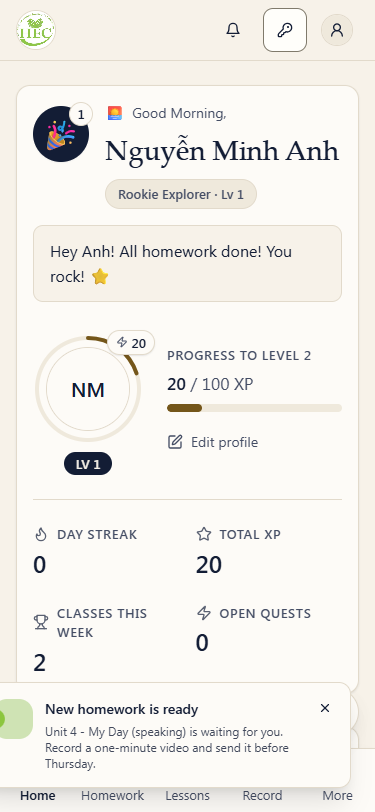 HEC
1
Good Morning,
Nguyễn Minh Anh
Rookie Explorer · Lv 1
Hey Anh! All homework done! You
rock! ⭐
20
NM
LV 1
PROGRESS TO LEVEL 2
20 / 100 XP
Edit profile
DAY STREAK
0
TOTAL XP
20
CLASSES THIS
WEEK
2
OPEN QUESTS
0
New homework is ready
Unit 4 - My Day (speaking) is waiting for you.
Record a one-minute video and send it before
Thursday.
Home
Homework
Lessons
Record
More